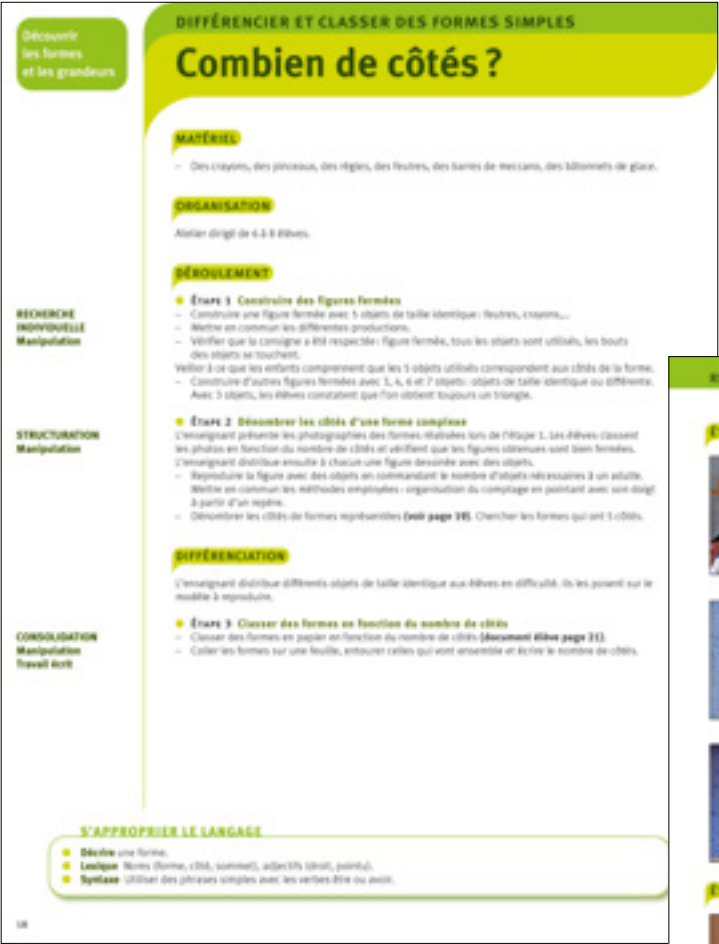 Découvrir
les formes
et les grandeurs
DIFFÉRENCIER ET CLASSER DES FORMES SIMPLES
Combien de côtés ?
MATÉRIEL
– Des crayons, des pinceaux, des règles, des feutres, des barres de meccano, des bâtonnets de glace.
ORGANISATION
Atelier dirigé de 6 à 8 élèves.
DÉROULEMENT
RECHERCHE
INDIVIDUELLE
Manipulation
ÉTAPE 1 Construire des figures fermées
– Construire une figure fermée avec 5 objets de taille identique : feutres, crayons,...
– Mettre en commun les différentes productions.
– Vérifier que la consigne a été respectée : figure fermée, tous les objets sont utilisés, les bouts
des objets se touchent.
Veiller à ce que les enfants comprennent que les 5 objets utilisés correspondent aux côtés de la forme.
– Construire d'autres figures fermées avec 3, 4, 6 et 7 objets : objets de taille identique ou différente.
Avec 3 objets, les élèves constatent que l'on obtient toujours un triangle.
STRUCTURATION
Manipulation
ÉTAPE 2 Dénombrer les côtés d'une forme complexe
L'enseignant présente les photographies des formes réalisées lors de l'étape 1. Les élèves classent
les photos en fonction du nombre de côtés et vérifient que les figures obtenues sont bien fermées.
L'enseignant distribue ensuite à chacun une figure dessinée avec des objets.
– Reproduire la figure avec des objets en commandant le nombre d'objets nécessaires à un adulte.
Mettre en commun les méthodes employées : organisation du comptage en pointant avec son doigt
à partir d'un repère.
– Dénombrer les côtés de formes représentées (voir page 19). Chercher les formes qui ont 5 côtés.
DIFFÉRENCIATION
L'enseignant distribue différents objets de taille identique aux élèves en difficulté. Ils les posent sur le
modèle à reproduire.
CONSOLIDATION
Manipulation
Travail écrit
ÉTAPE 3 Classer des formes en fonction du nombre de côtés
– Classer des formes en papier en fonction du nombre de côtés (document élève page 21).
– Coller les formes sur une feuille, entourer celles qui vont ensemble et écrire le nombre de côtés.
S'APPROPRIER LE LANGAGE
Décrire une forme.
Lexique Noms (forme, côté, sommet), adjectifs (droit, pointu).
Syntaxe Utiliser des phrases simples avec les verbes être ou avoir.
18